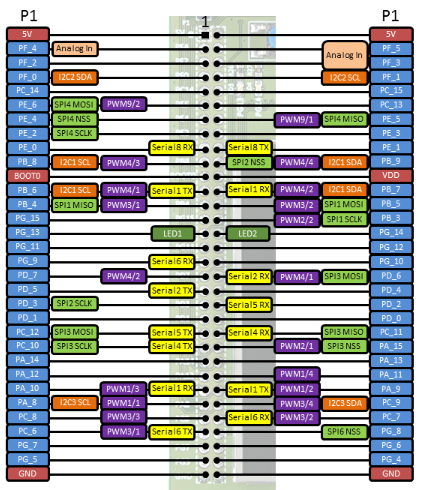 P1 P1
1
5V 5V
PF_4 Analog In Analog In PF_5
PF_2 PF_3
PF_0 I2C2 SDA I2C2 SCL PF_1
PC_14 PC_15
PE_6 SPI4 MOSI PWM9/2 PC_13
PE_4 SPI4 NSS PWM9/1 SPI4 MISO PE_5
PE_2 SPI4 SCLK PE_3
PE_0 Serial8 RX Serial8 TX PE_1
PB_8 I2C1 SCL PWM4/3 SPI2 NSS PWM4/4 I2C1 SDA PB_9
BOOT0 VDD
PB_6 I2C1 SCL PWM4/1 Serial1 TX Serial1 RX PWM4/2 I2C1 SDA PB_7
PB_4 SPI1 MISO PWM3/1 PWM3/2 SPI1 MOSI PB_5
PG_15 PWM2/2 SPI1 SCLK PB_3
PG_13 LED1 LED2 PG_14
PG_11 PG_12
PG_9 Serial6 RX PG_10
PD_7 PWM4/2 Serial2 RX PWM4/1 SPI3 MOSI PD_6
PD_5 Serial2 TX PD_4
PD_3 SPI2 SCLK Serial5 RX PD_2
PD_1 PD_0
PC_12 SPI3 MOSI Serial5 TX Serial4 RX SPI3 MISO PC_11
PC_10 SPI3 SCLK Serial4 TX PWM2/1 SPI3 NSS PA_15
PA_14 PA_13
PA_12 PWM1/4 PA_11
PA_10 PWM1/3 Serial1 RX Serial1 TX PWM1/2 PA_9
PA_8 I2C3 SCL PWM1/1 PWM3/4 I2C3 SDA PC_9
PC_8 PWM3/3 Serial6 RX PWM3/2 PC_7
PC_6 PWM3/1 Serial6 TX SPI6 NSS PG_8
PG_7 PG_6
PG_5 PG_4
GND GND